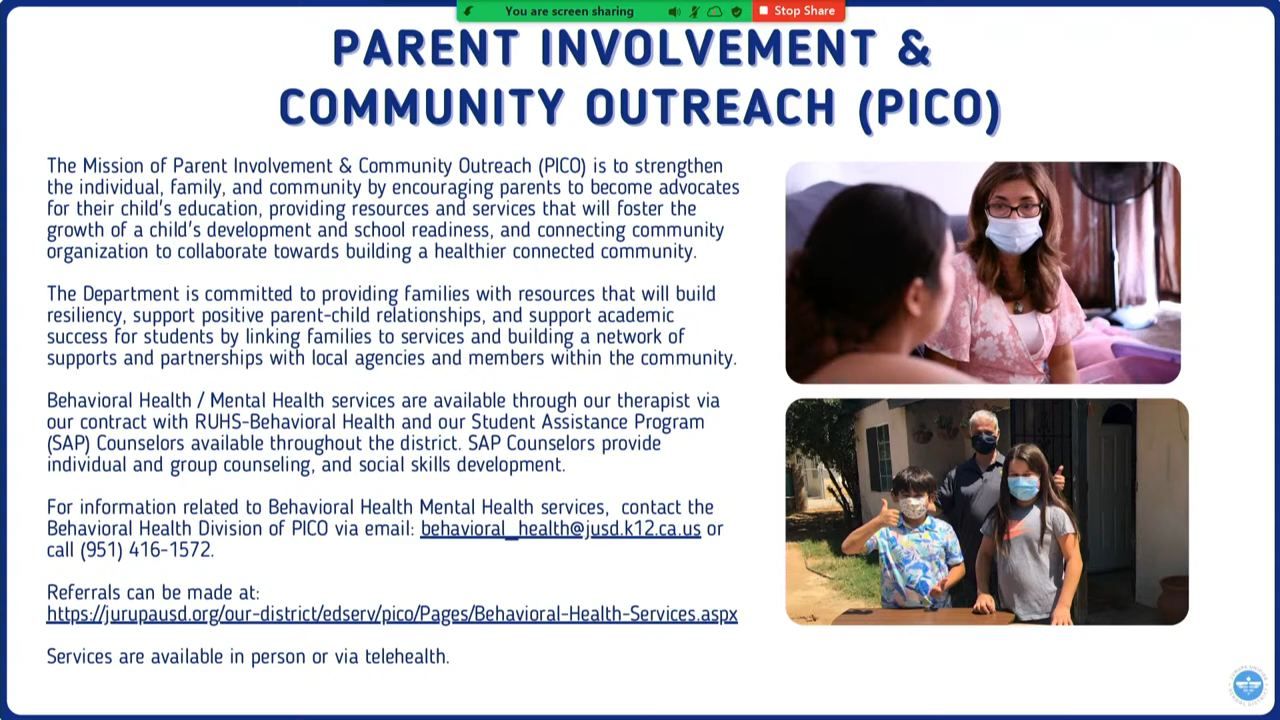 You are screen sharing
Stop Share
PARENT INVOLVEMENT &
COMMUNITY OUTREACH (PICO)
The Mission of Parent Involvement & Community Outreach (PICO) is to strengthen
the individual, family, and community by encouraging parents to become advocates
for their child's education, providing resources and services that will foster the
growth of a child's development and school readiness, and connecting community
organization to collaborate towards building a healthier connected community.
The Department is committed to providing families with resources that will build
resiliency, support positive parent-child relationships, and support academic
success for students by linking families to services and building a network of
supports and partnerships with local agencies and members within the community.
Behavioral Health / Mental Health services are available through our therapist via
our contract with RUHS-Behavioral Health and our Student Assistance Program
(SAP) Counselors available throughout the district. SAP Counselors provide
individual and group counseling, and social skills development.
For information related to Behavioral Health Mental Health services, contact the
Behavioral Health Division of PICO via email: behavioral_health@jusd.k12.ca.us or
call (951) 416-1572.
Referrals can be made at:
https://jurupausd.org/our-district/edserv/pico/Pages/Behavioral-Health-Services.aspx
Services are available in person or via telehealth.